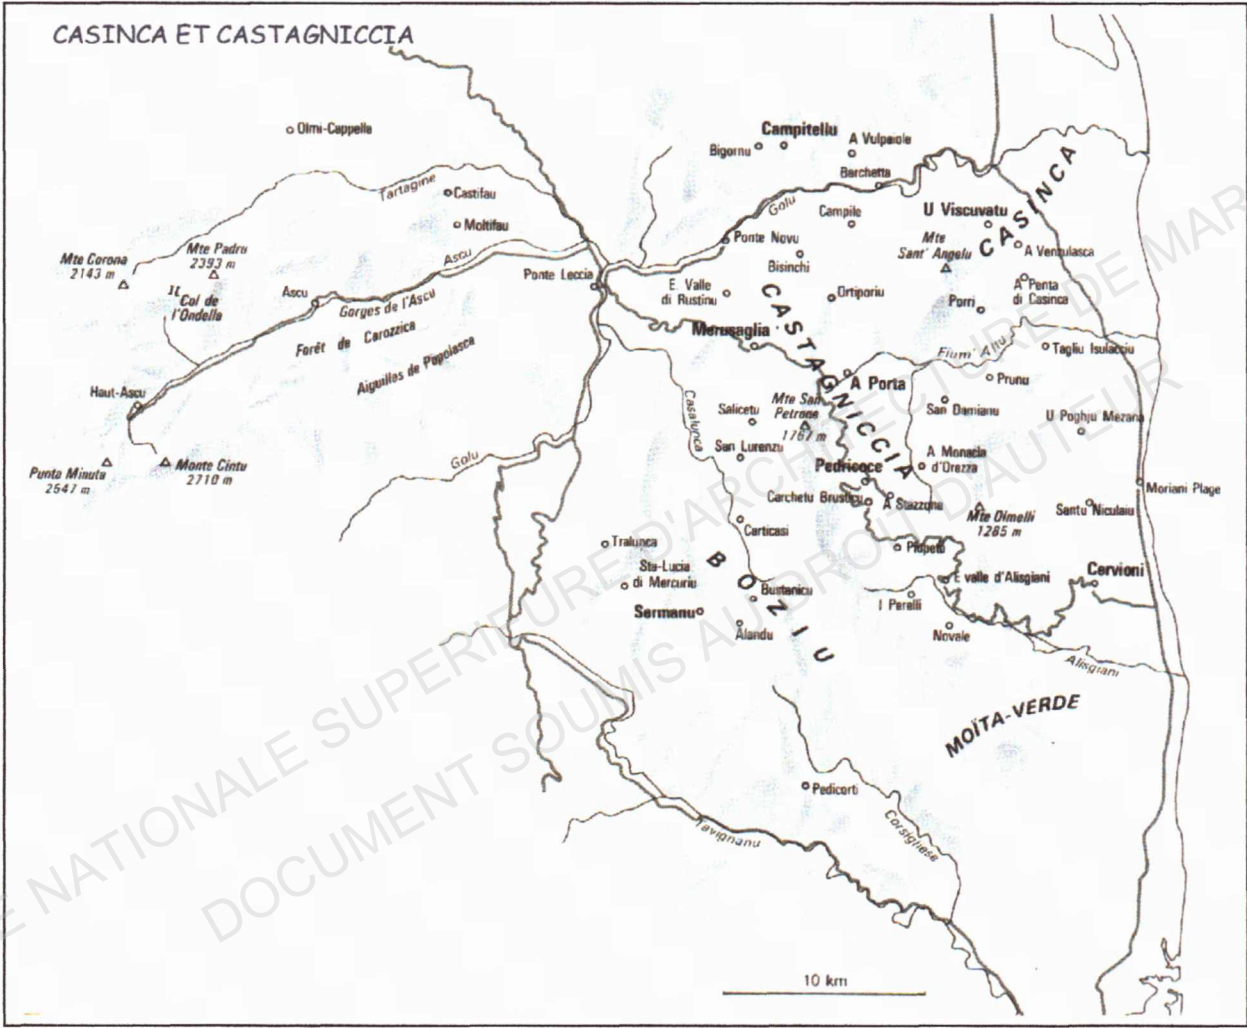 CASINCA ET CASTAGNICCIA
Olmi-Cappella
Campitellu
Bigornu
A Vulpaiole
Barchetta
Tartagine
Castifau
Moltifau
Golu
Campile
U Viscuvatu
CASINCA
Ponte Novu
Mte
Sant' Angelu
A Venzulasca
Bisinchi
Mte Corona
2143 m
Mte Padru
2393 m
Ascu
Ponte Leccia
E. Valle
di Rustinu
Ortiporiu
A Penta
di Casinca
Porri
Col de
l'Ondella
Ascu
Gorges de l'Ascu
Forêt de Carozzica
Aiguilles de Popolasca
CASTAGNICCIA
Merusaglia
Fium' Altu
Tagliu Isulacciu
A Porta
Prunu
Haut-Ascu
Casalunca
Salicetu
Mte San
Petrone
1767 m
San Damianu
U Poghju Mezana
San Lurenzu
A Monacia
d'Orezza
Golu
Punta Minuta
2547 m
Monte Cintu
2710 m
Pedricoce
Carchetu Brusticu
A Stazzona
Moriani Plage
Mte Olmelli
1285 m
Santu Niculaiu
Carticasi
Tralunca
Piupeta
BOZIU
Sta-Lucia
di Mercuriu
Bustanicu
E valle d'Alisgiani
Cervioni
I Perelli
Sermanu
Alandu
Novale
Alisgiani
MOÏTA-VERDE
Pedicorti
Corsigliese
Tavignanu
10 km
E NATIONALE SUPERIEURE D'ARCHITECTURE DE MAR
DOCUMENT SOUMIS AU DROIT D'AUTEUR